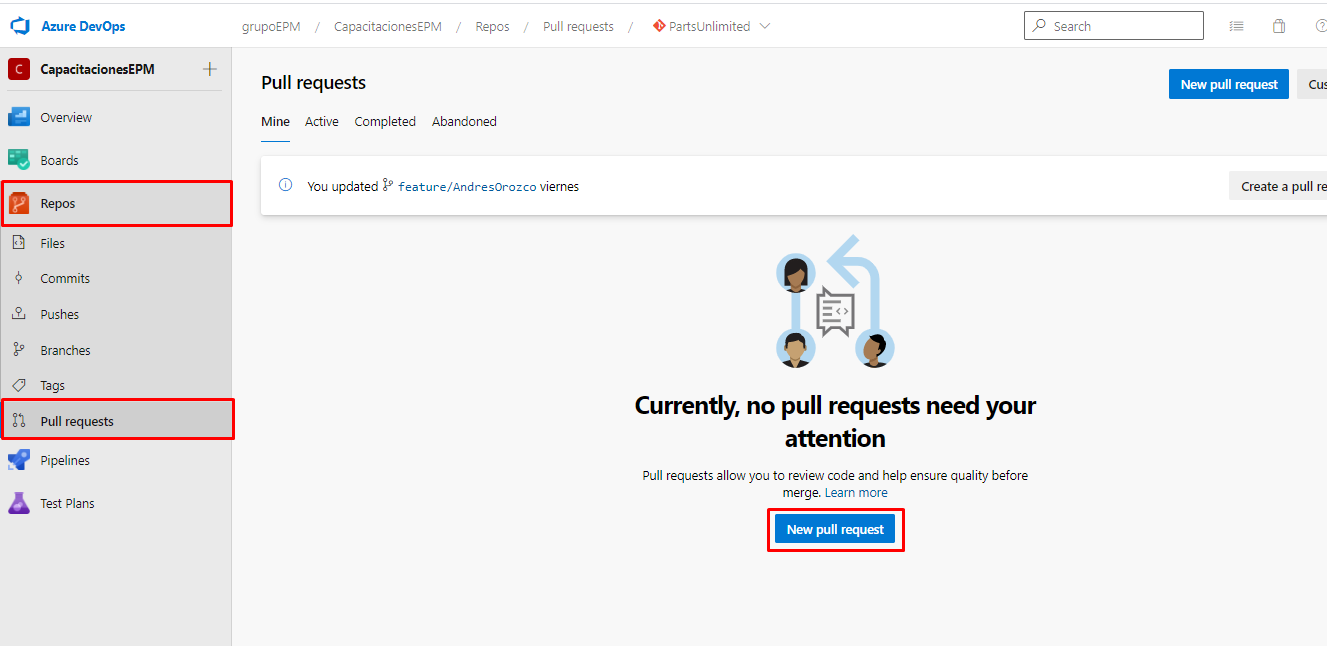 Azure DevOps
grupoEPM / CapacitacionesEPM / Repos / Pull requests / PartsUnlimited
Search
C CapacitacionesEPM
Overview
Boards
Repos
Files
Commits
Pushes
Branches
Tags
Pull requests
Pipelines
Test Plans
Pull requests
New pull request
Cus
Mine Active Completed Abandoned
You updated feature/AndresOrozco viernes
Create a pull re
Currently, no pull requests need your
attention
Pull requests allow you to review code and help ensure quality before
merge. Learn more
New pull request